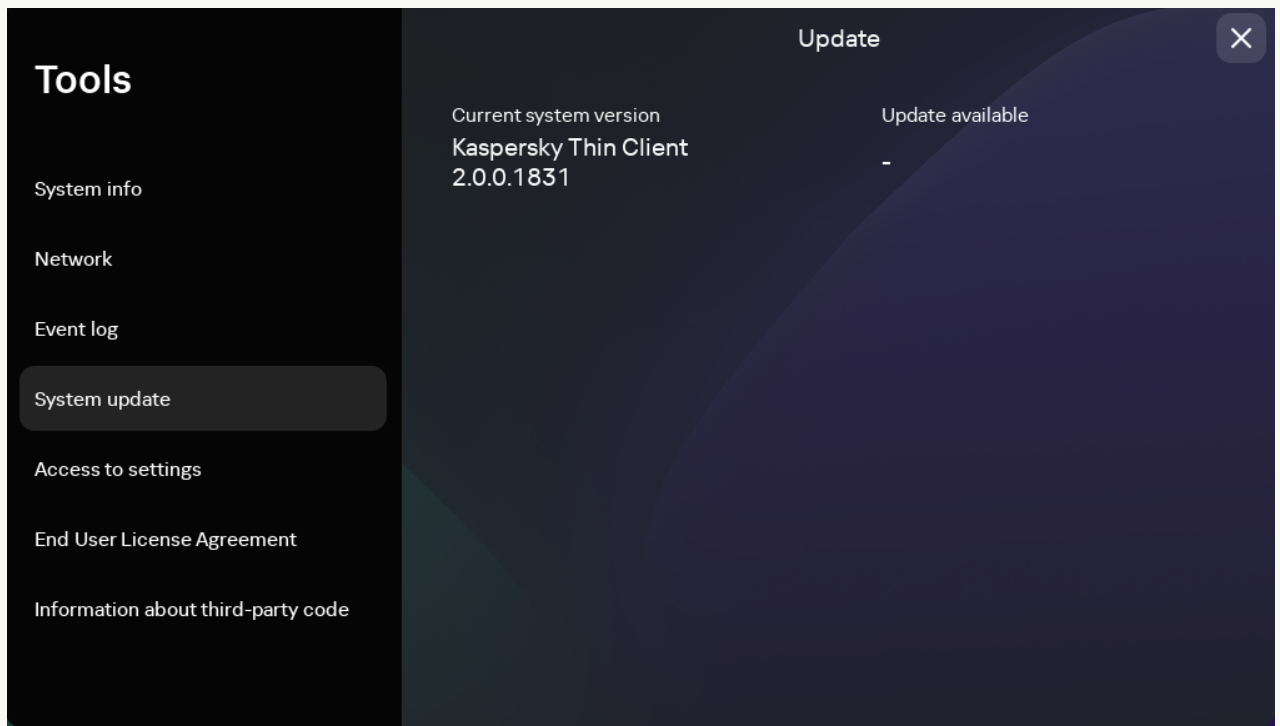 Tools
System info
Network
Event log
System update
Access to settings
End User License Agreement
Information about third-party code
Update
Current system version
Kaspersky Thin Client
2.0.0.1831
Update available
-